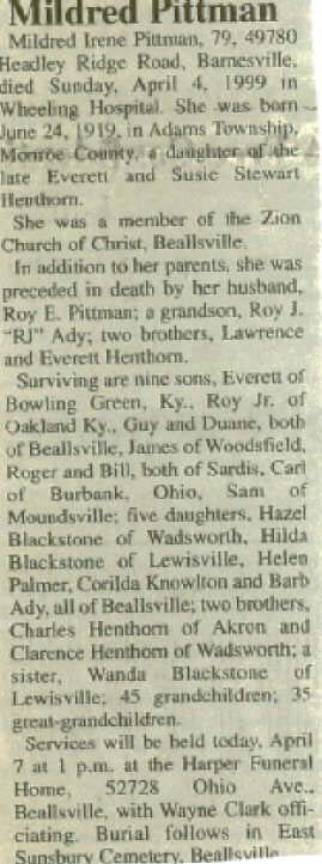 Mildred Pittman
Mildred Irene Pittman, 79, 49780
Headley Ridge Road, Barnesville,
died Sunday, April 4, 1999 in
Wheeling Hospital. She was born
June 24, 1919, in Adams Township,
Monroe County, a daughter of the
late Everett and Susie Stewart
Henthorn.
She was a member of the Zion
Church of Christ, Beallsville.
In addition to her parents, she was
preceded in death by her husband,
Roy E. Pittman; a grandson, Roy J.
"RJ" Ady; two brothers, Lawrence
and Everett Henthorn.
Surviving are nine sons, Everett of
Bowling Green, Ky., Roy Jr. of
Oakland Ky., Guy and Duane, both
of Beallsville, James of Woodsfield,
Roger and Bill, both of Sardis, Carl
of Burbank, Ohio, Sam of
Moundsville; five daughters, Hazel
Blackstone of Wadsworth, Hilda
Blackstone of Lewisville, Helen
Palmer, Corilda Knowlton and Barb
Ady, all of Beallsville; two brothers,
Charles Henthorn of Akron and
Clarence Henthorn of Wadsworth; a
sister, Wanda Blackstone of
Lewisville; 45 grandchildren; 35
great-grandchildren.
Services will be held today, April
7 at 1 p.m. at the Harper Funeral
Home, 52728 Ohio Ave.,
Beallsville, with Wayne Clark offi-
ciating. Burial follows in East
Sunsbury Cemetery, Beallsville